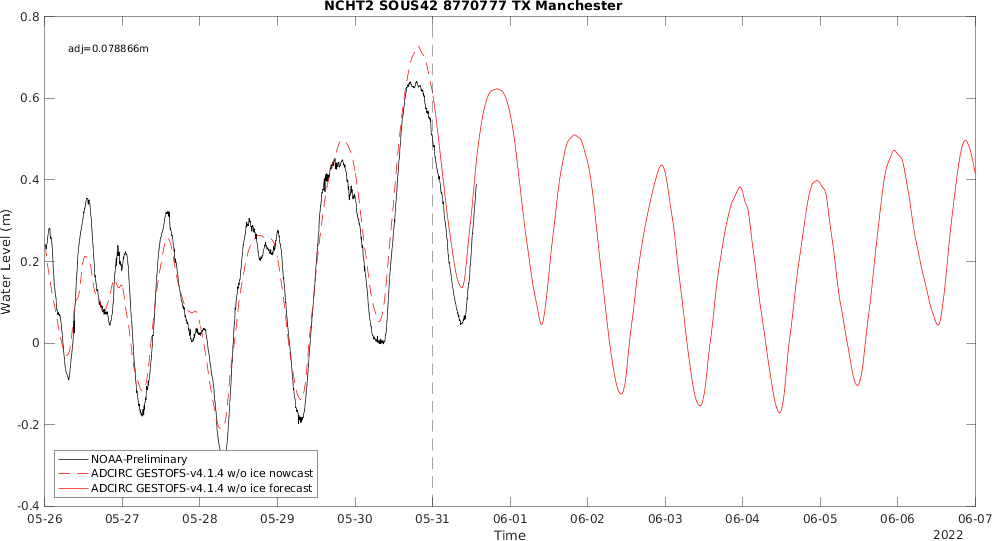 NCHT2 SOUS42 8770777 TX Manchester
adj=0.078866m
0.8
0.6
0.4
0.2
0
-0.2
-0.4
Water Level (m)
NOAA-Preliminary
ADCIRC GESTOFS-v4.1.4 w/o ice nowcast
ADCIRC GESTOFS-v4.1.4 w/o ice forecast
05-26 05-27 05-28 05-29 05-30 05-31 06-01 06-02 06-03 06-04 06-05 06-06 06-07
Time
2022